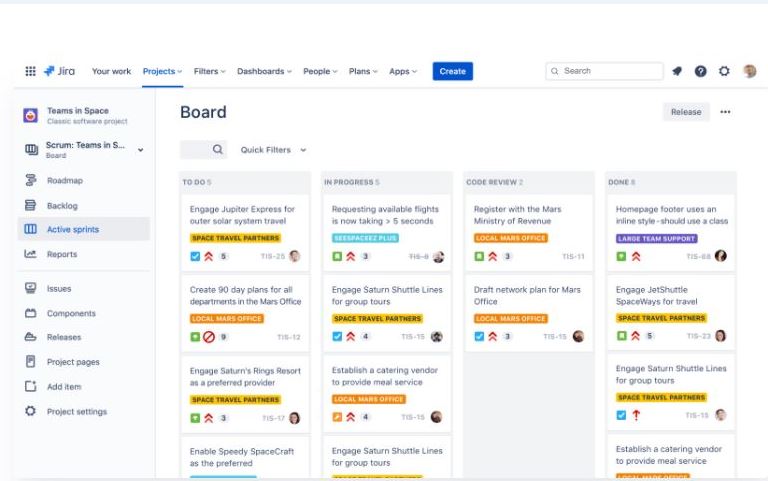 Jira
Your work
Projects
Filters
Dashboards
People
Plans
Apps
Create
Search
Teams in Space
Classic software project
Scrum: Teams in S...
Board
Roadmap
Backlog
Active sprints
Reports
Issues
Components
Releases
Project pages
Add item
Project settings
Board
Release
Quick Filters
TO DO 5
Engage Jupiter Express for
outer solar system travel
SPACE TRAVEL PARTNERS
5
TIS-25
Create 90 day plans for all
departments in the Mars Office
LOCAL MARS OFFICE
9
TIS-12
Engage Saturn's Rings Resort
as a preferred provider
SPACE TRAVEL PARTNERS
3
TIS-17
Enable Speedy SpaceCraft
as the preferred
IN PROGRESS 5
Requesting available flights
is now taking > 5 seconds
SEESPACEEZ PLUS
3
TIS-8
Engage Saturn Shuttle Lines
for group tours
SPACE TRAVEL PARTNERS
4
TIS-15
Establish a catering vendor
to provide meal service
LOCAL MARS OFFICE
4
TIS-15
Engage Saturn Shuttle Lines
for group tours
CODE REVIEW 2
Register with the Mars
Ministry of Revenue
LOCAL MARS OFFICE
3
TIS-11
Draft network plan for Mars
Office
LOCAL MARS OFFICE
3
TIS-15
DONE 8
Homepage footer uses an
inline style-should use a class
LARGE TEAM SUPPORT
TIS-68
Engage JetShuttle
SpaceWays for travel
SPACE TRAVEL PARTNERS
5
TIS-23
Engage Saturn Shuttle Lines
for group tours
SPACE TRAVEL PARTNERS
TIS-15
Establish a catering vendor
to provide meal service
LOCAL MARS OFFICE